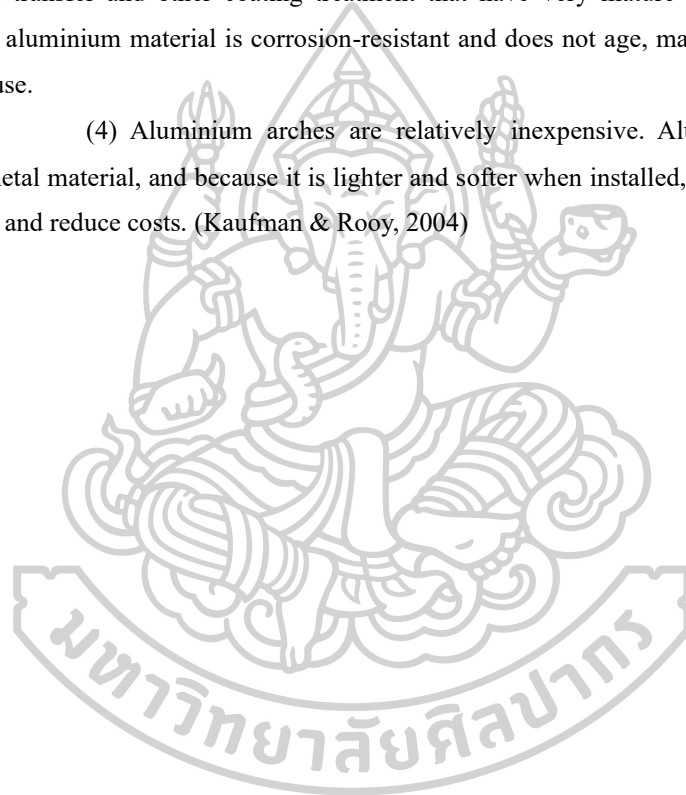 transfer and other coating treatment that have very mature
aluminium material is corrosion-resistant and does not age, ma
use.
(4) Aluminium arches are relatively inexpensive. Alu
etal material, and because it is lighter and softer when installed,
and reduce costs. (Kaufman & Rooy, 2004)
มหาวิทยาลัยศิลปากร